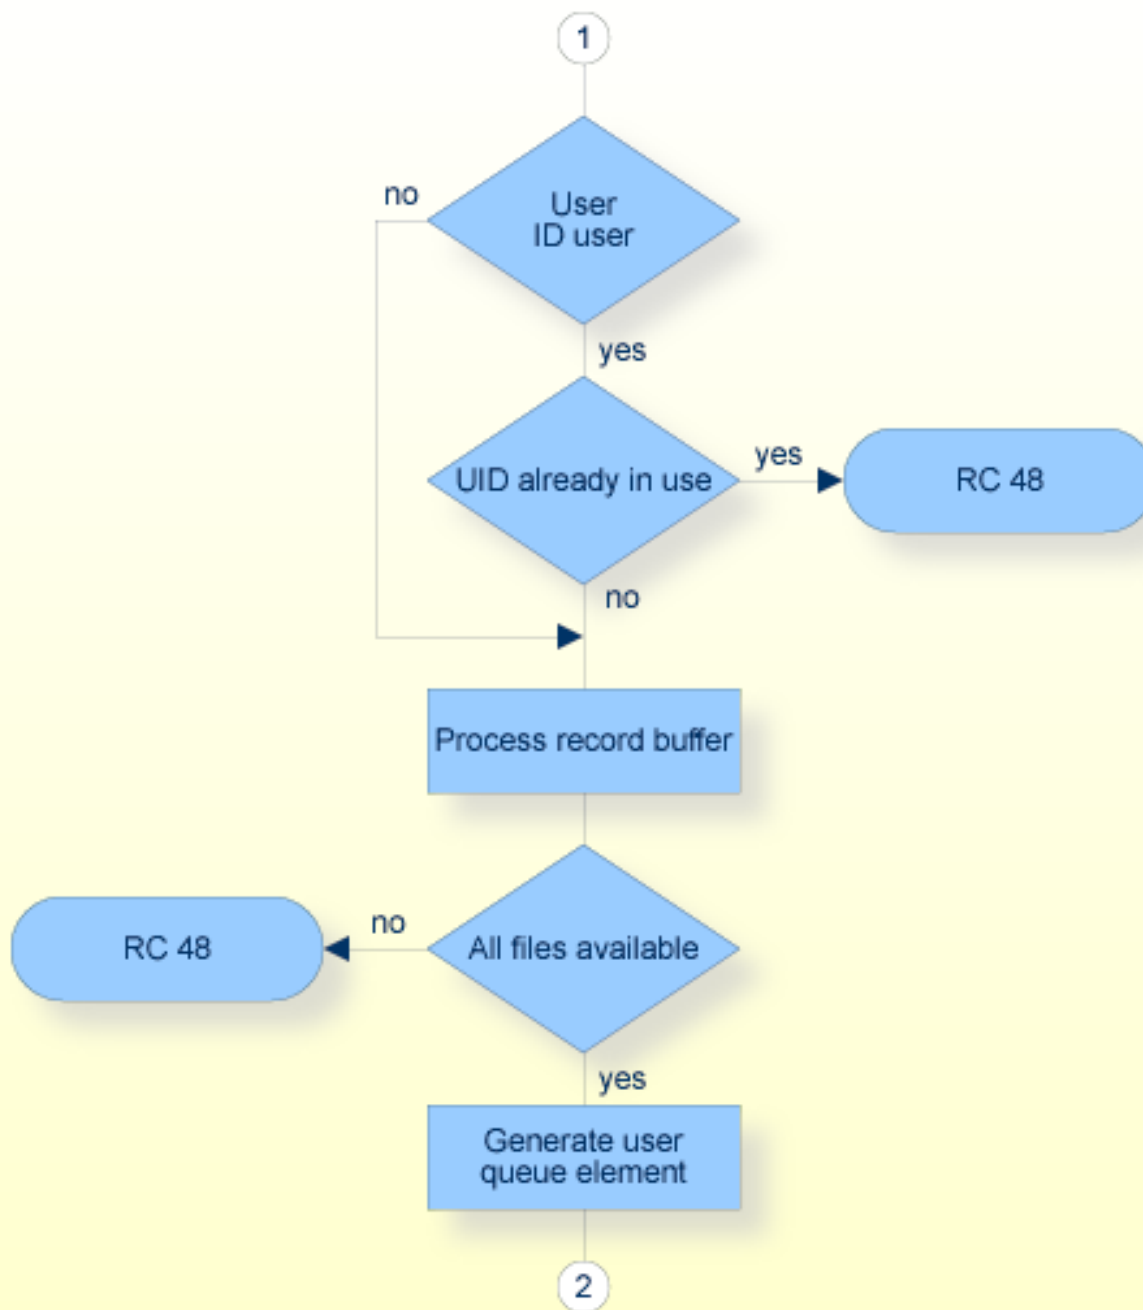 1
no
User
ID user
yes
UID already in use
yes
RC 48
no
Process record buffer
RC 48
no
All files available
yes
Generate user
queue element
2